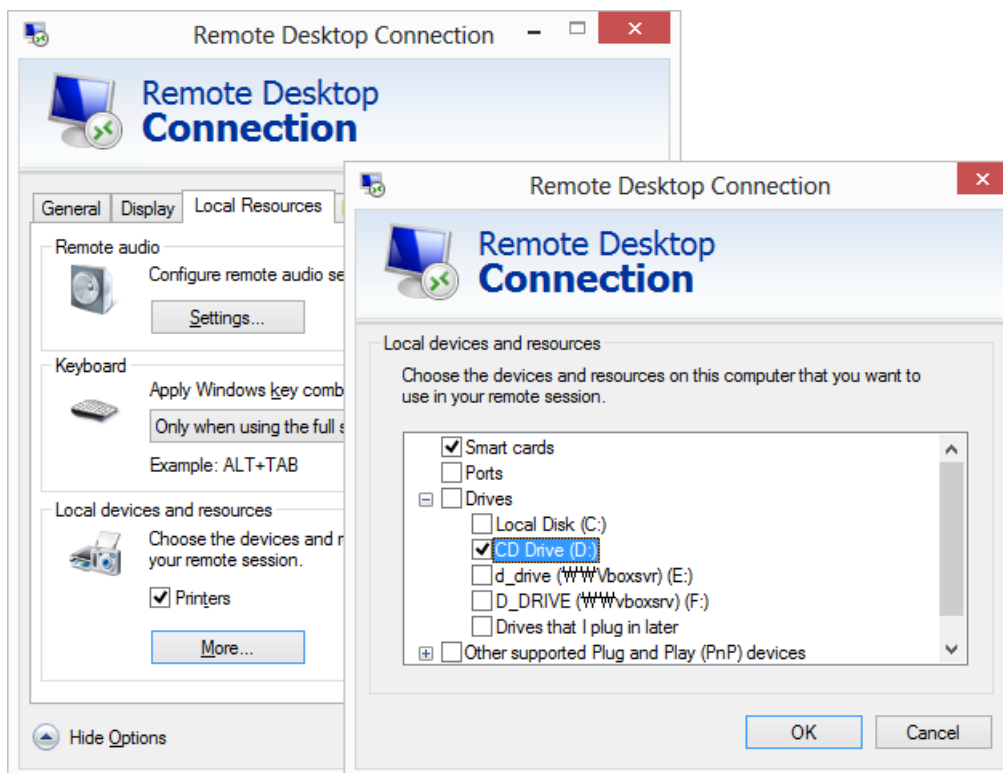 Remote Desktop Connection
Remote Desktop
Connection
General Display Local Resources
Remote audio
Configure remote audio se
Settings...
Keyboard
Apply Windows key comb
Only when using the full s
Example: ALT+TAB
Local devices and resources
Choose the devices and r
your remote session.
Printers
More...
Hide Options
Remote Desktop Connection
Remote Desktop
Connection
Local devices and resources
Choose the devices and resources on this computer that you want to
use in your remote session.
Smart cards
Ports
Drives
Local Disk (C:)
CD Drive (D:)
d_drive (₩₩Vboxsvr) (E:)
D_DRIVE (₩₩vboxsrv) (F:)
Drives that I plug in later
Other supported Plug and Play (PnP) devices
OK Cancel